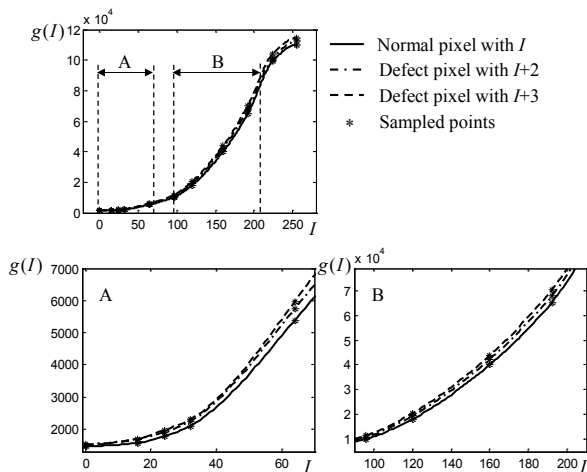 g(I)
12 x 10^4
10
8
6
4
2
0
0 50 100 150 200 250
I
A
B
Normal pixel with I
Defect pixel with I+2
Defect pixel with I+3
* Sampled points
g(I)
7000
6000
5000
4000
3000
2000
0 20 40 60
I
A
g(I)
x 10^4
8
7
6
5
4
3
2
1
0
100 120 140 160 180 200
I
B